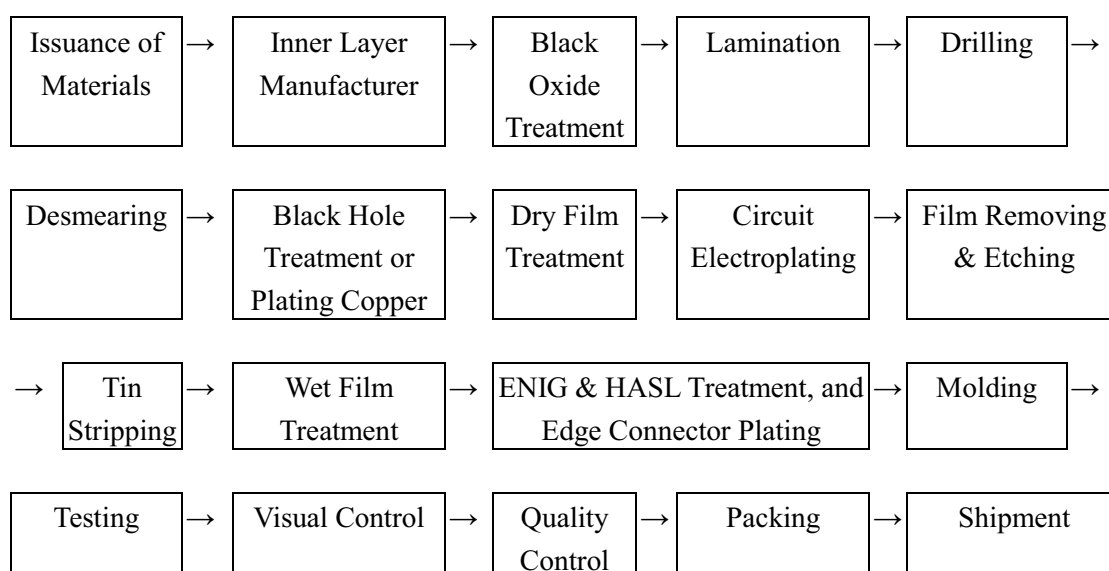 Issuance of
Materials
→
Inner Layer
Manufacturer
→
Black
Oxide
Treatment
→
Lamination
→
Drilling
→
Desmearing
→
Black Hole
Treatment or
Plating Copper
→
Dry Film
Treatment
→
Circuit
Electroplating
→
Film Removing
& Etching
→
Tin
Stripping
→
Wet Film
Treatment
→
ENIG & HASL Treatment, and
Edge Connector Plating
→
Molding
→
Testing
→
Visual Control
→
Quality
Control
→
Packing
→
Shipment